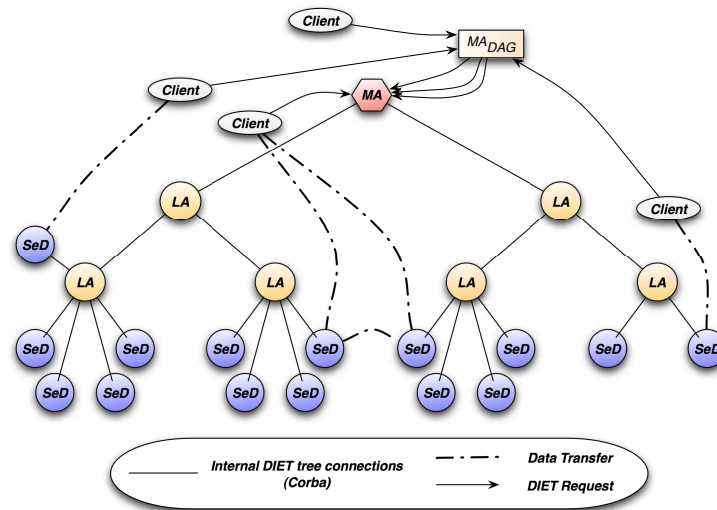 Client
MA DAG
Client
MA
Client
LA
LA
Client
SeD
LA
LA
LA
LA
SeD
SeD
SeD
SeD
SeD
SeD
SeD
SeD
SeD
SeD
SeD
SeD
SeD
SeD
Internal DIET tree connections
(Corba)
Data Transfer
DIET Request